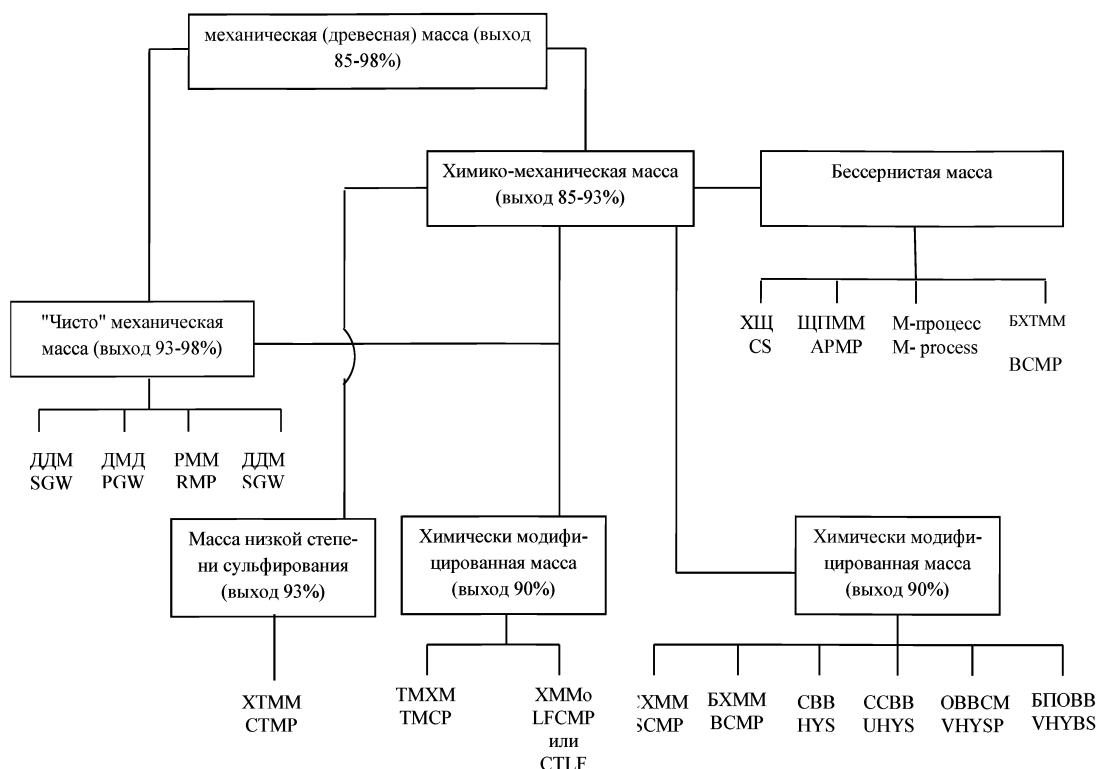 механическая (древесная) масса (выход
85-98%)
Химико-механическая масса
(выход 85-93%)
Бессернистая масса
"Чисто" механическая
масса (выход 93-98%)
ХЩ
CS
ЩПММ
APMP
М-процесс
M- process
БХТММ
BCMP
ДДМ
SGW
ДМД
PGW
РММ
RMP
ДДМ
SGW
Масса низкой степе-
ни сульфирования
(выход 93%)
Химически модифи-
цированная масса
(выход 90%)
Химически модифи-
цированная масса
(выход 90%)
ХТММ
CTMP
ТМХМ
TMCP
ХММо
LFCMP
или
CTLF
СХММ
SCMP
БХММ
BCMP
СВВ
HYS
ССВВ
UHYS
ОВВСМ
VHYSP
БПОВВ
VHYBS